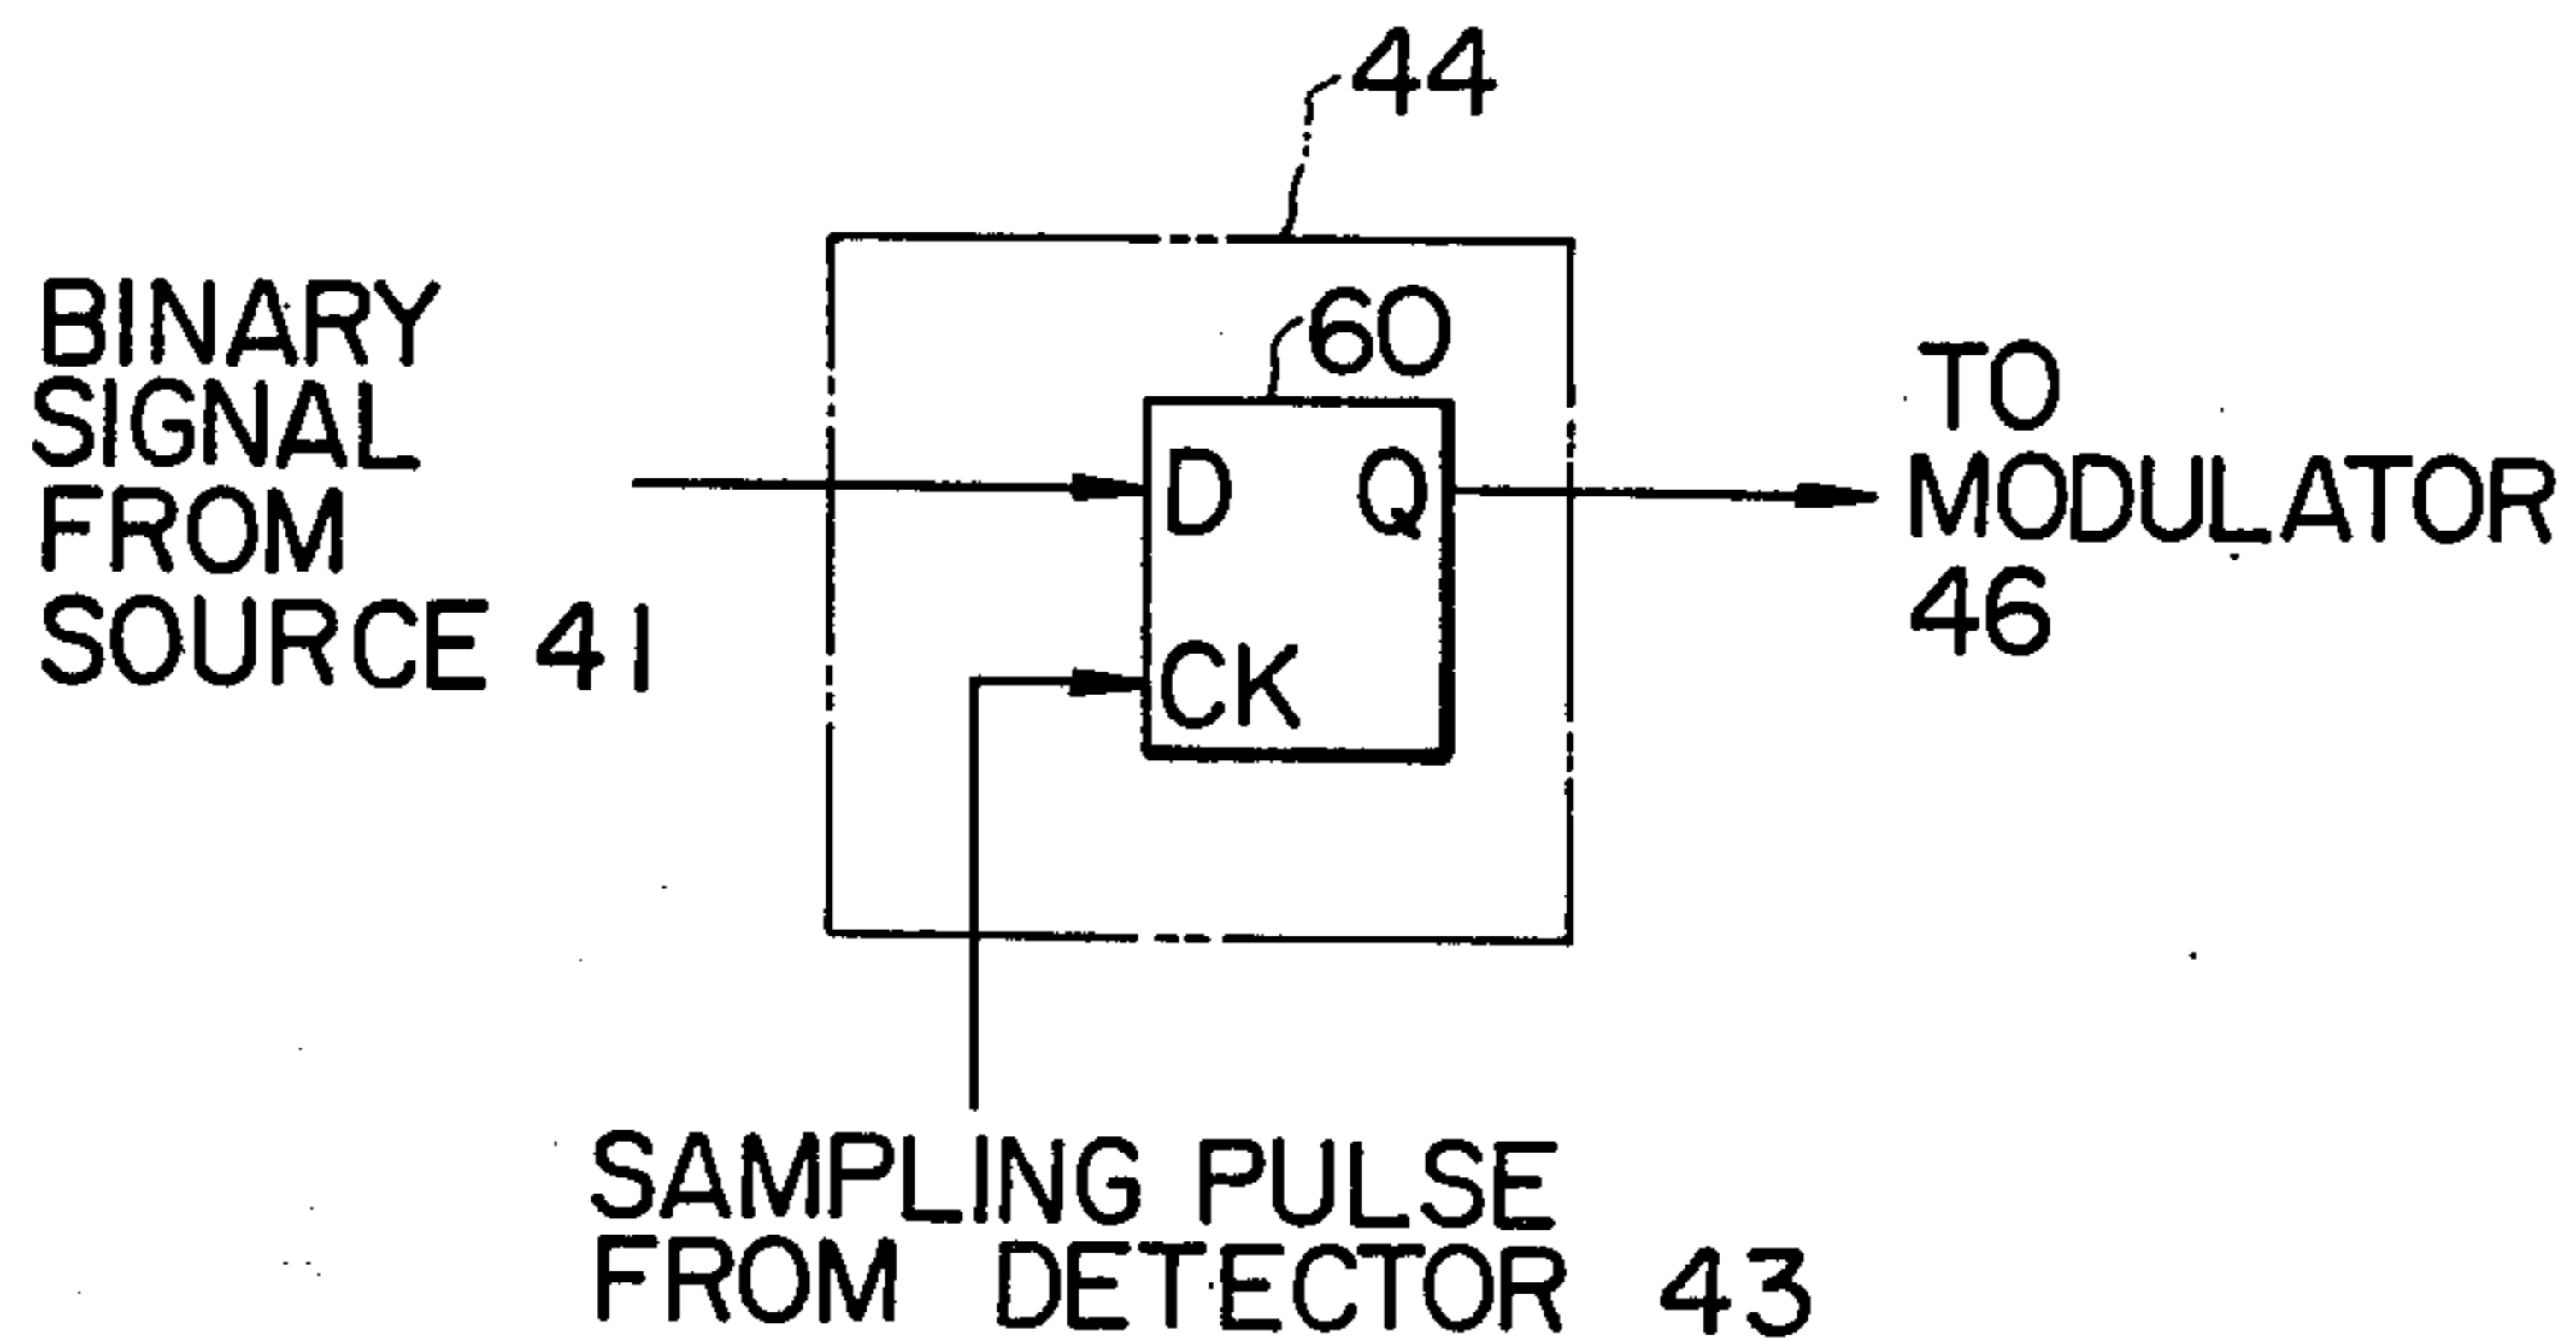 44
BINARY
SIGNAL
FROM
SOURCE 41
60
D Q
CK
TO
MODULATOR
46
SAMPLING PULSE
FROM DETECTOR 43